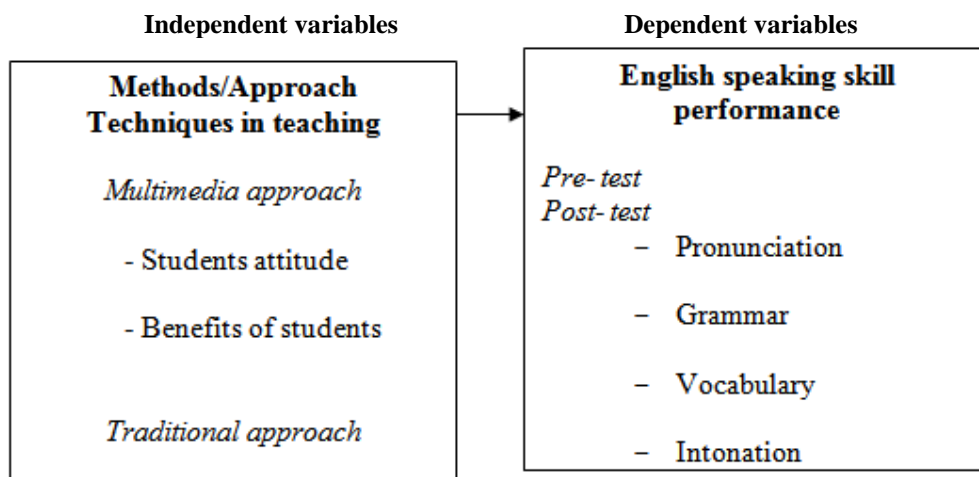 Independent variables
Dependent variables
Methods/Approach
Techniques in teaching
Multimedia approach
- Students attitude
- Benefits of students
Traditional approach
English speaking skill
performance
Pre- test
Post- test
– Pronunciation
– Grammar
– Vocabulary
– Intonation